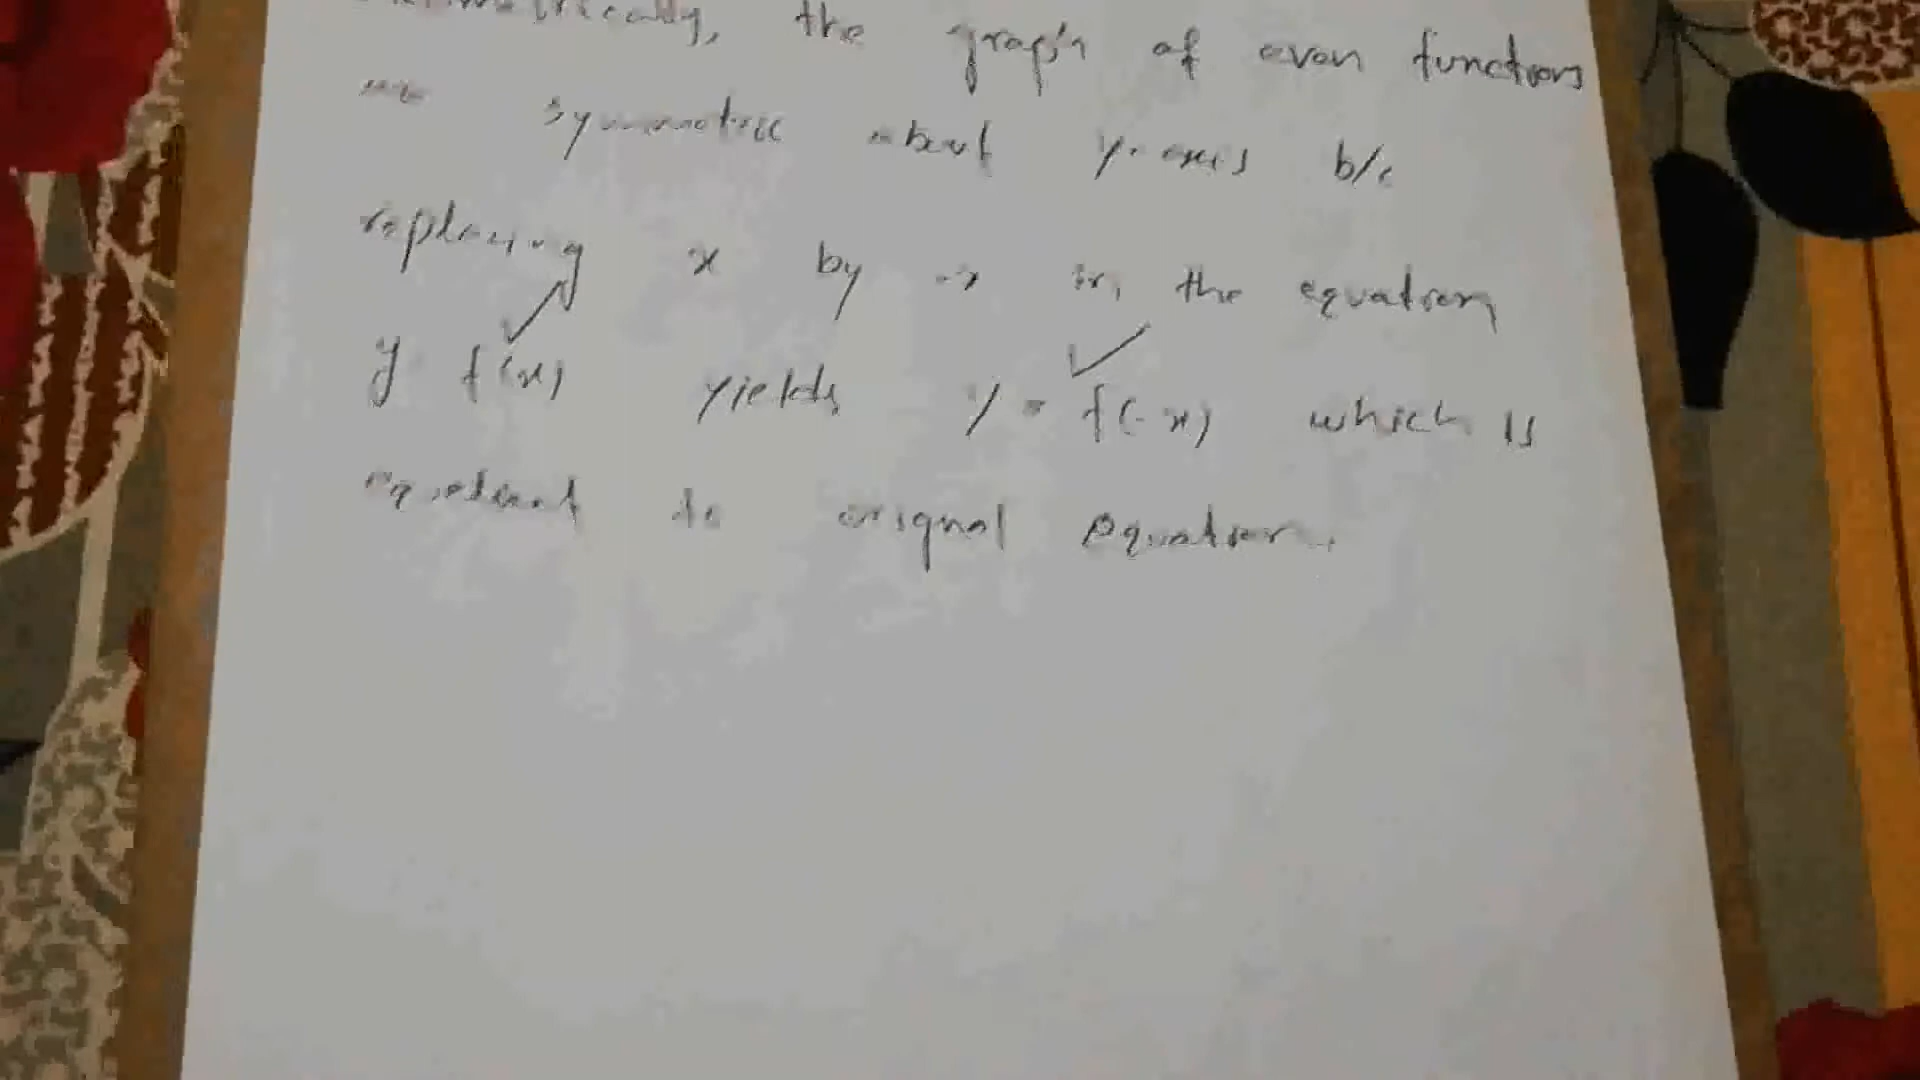 the graph of even functions
symmetric about y-axis b/c
replacing x by -x in the equation
y = f(x) yields y = f(-x) which is
equivalent to original equation.